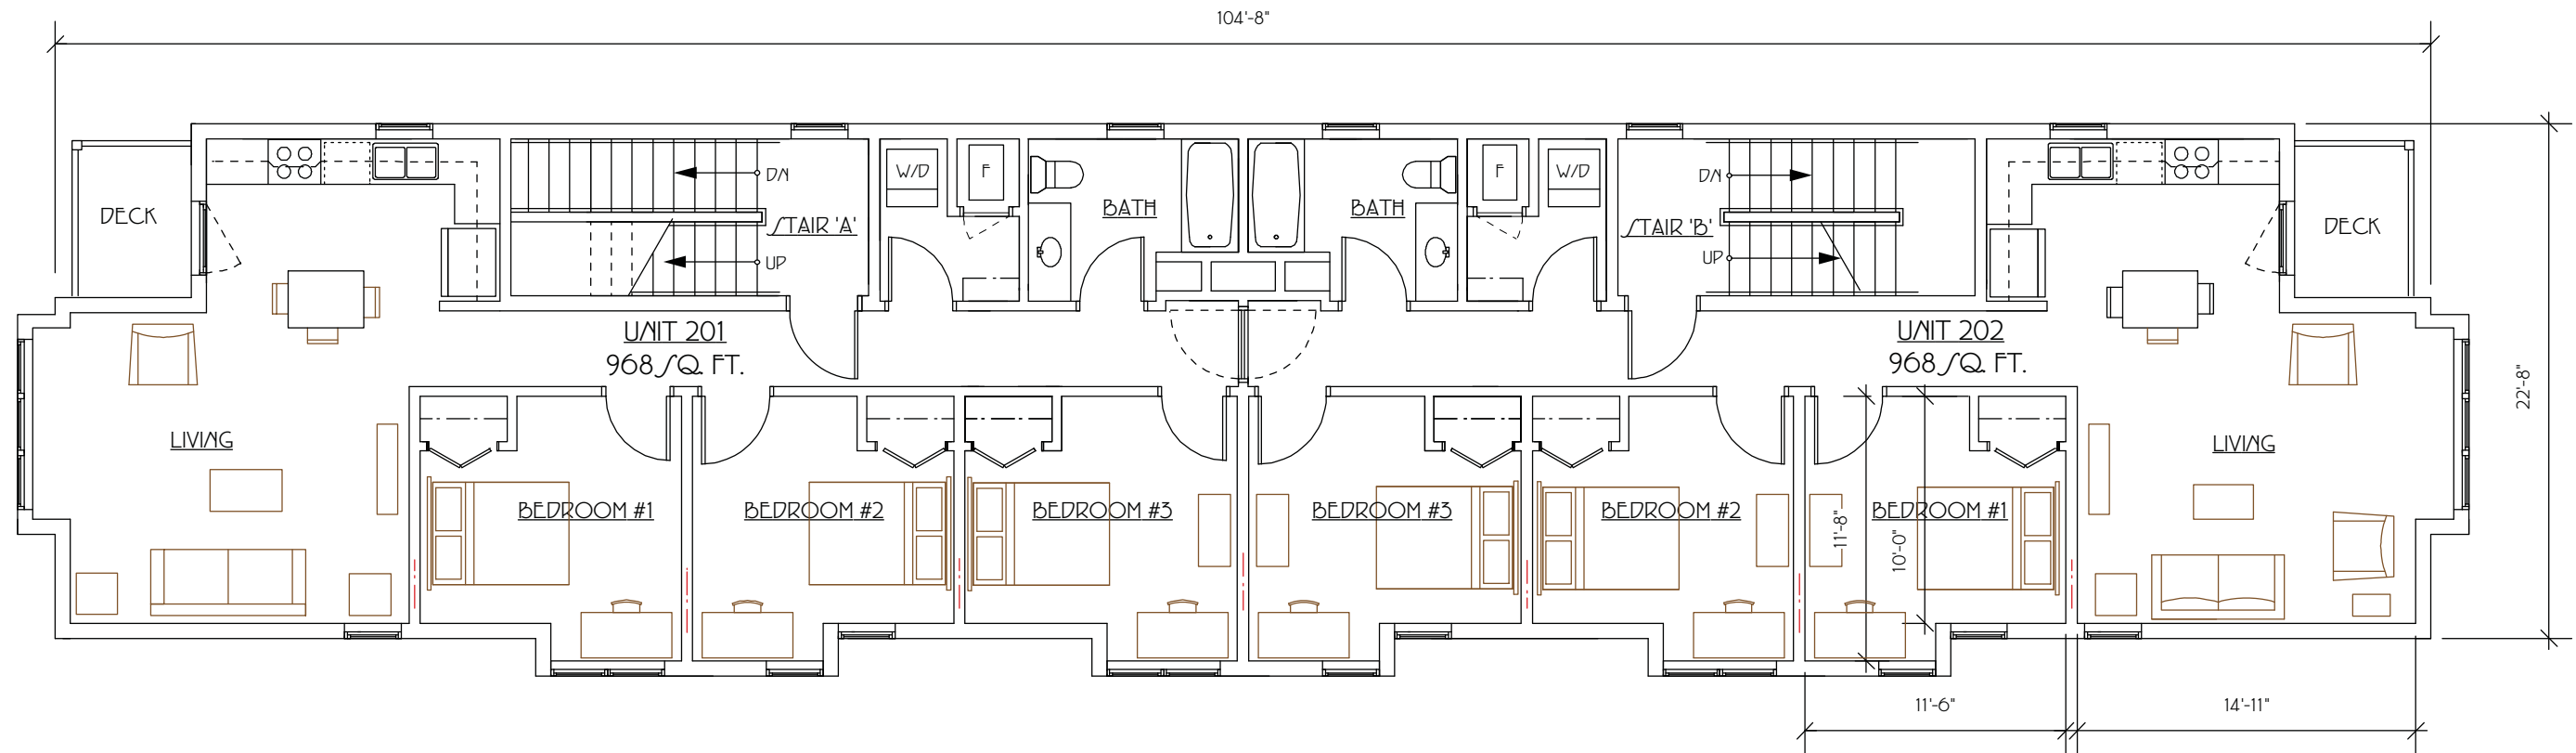 104'-8"
DECK
DN
STAIR 'A'
UP
W/D
F
BATH
BATH
F
W/D
DN
STAIR 'B'
UP
DECK
UNIT 201
968 SQ. FT.
UNIT 202
968 SQ. FT.
22'-8"
LIVING
LIVING
BEDROOM #1
BEDROOM #2
BEDROOM #3
BEDROOM #3
BEDROOM #2
BEDROOM #1
11'-8"
10'-0"
11'-6"
14'-11"